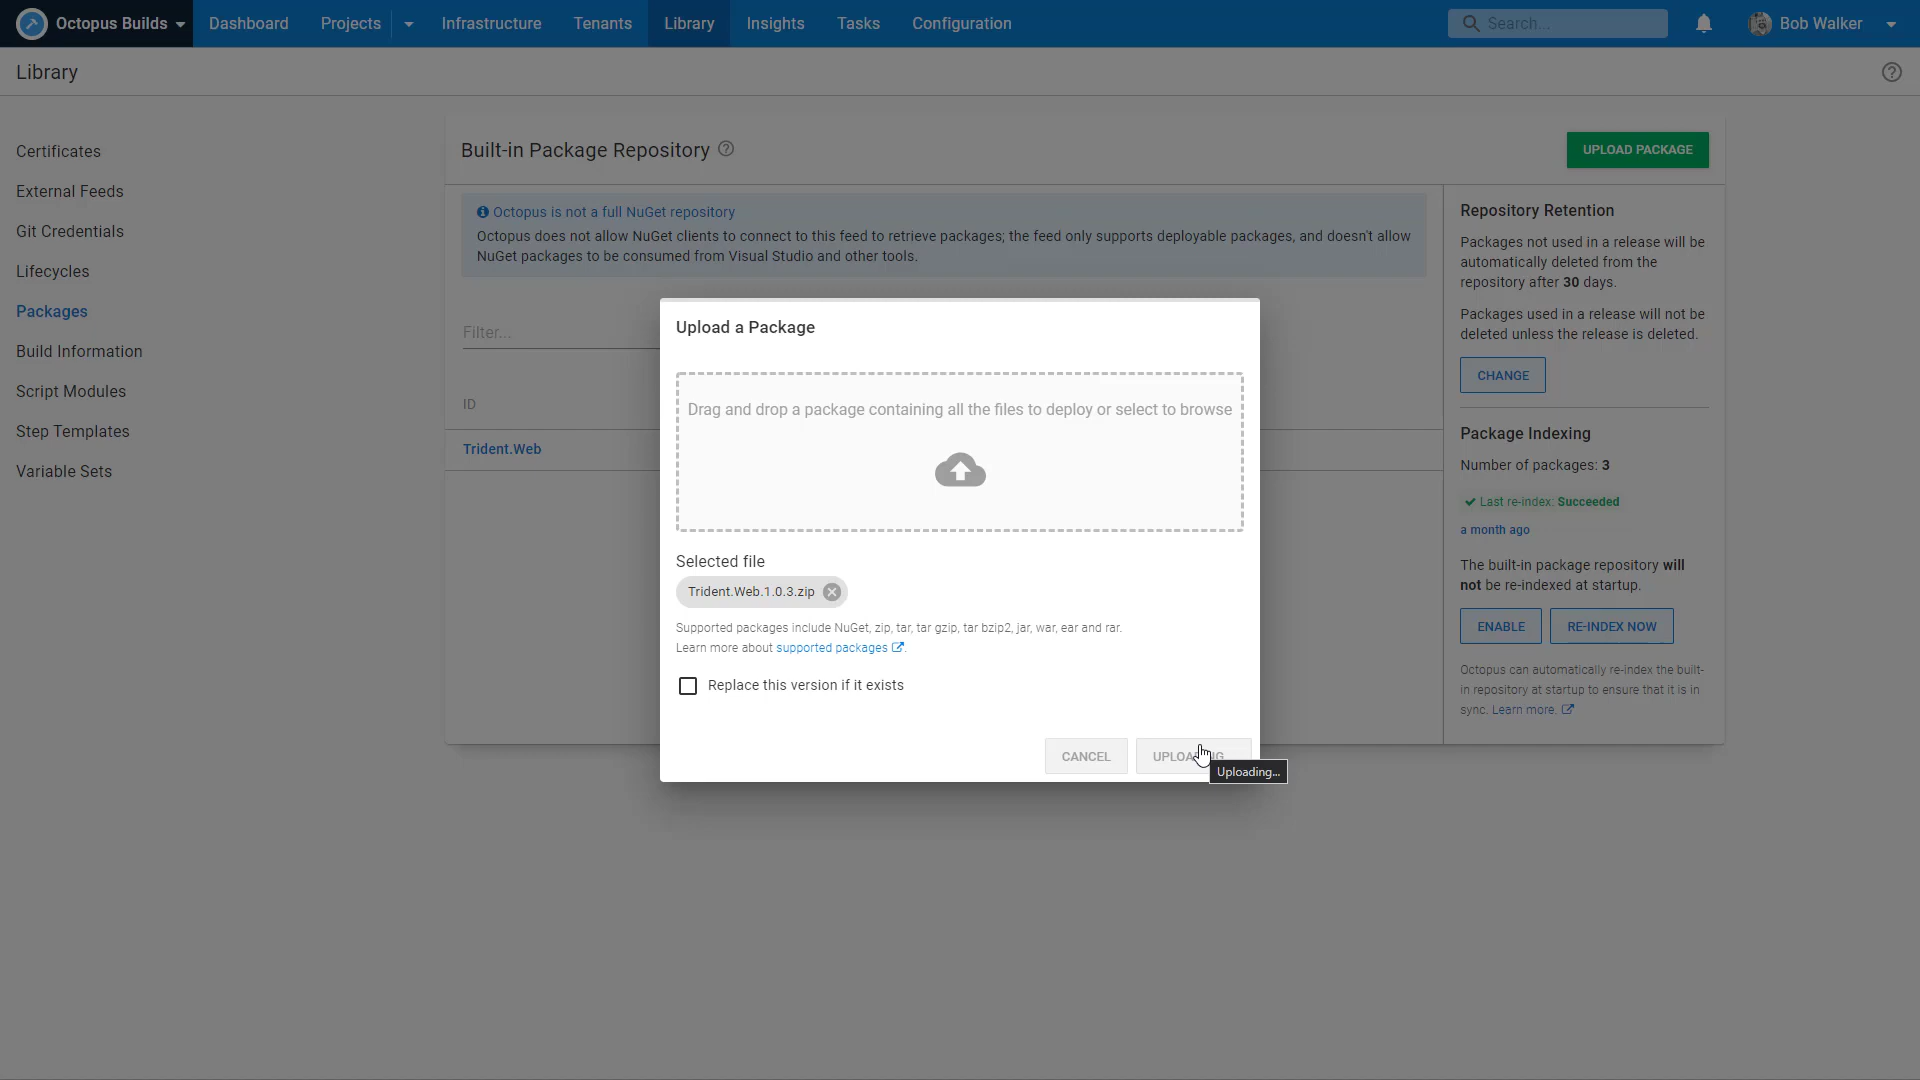 Octopus Builds
Dashboard
Projects
Infrastructure
Tenants
Library
Insights
Tasks
Configuration
Search...
Bob Walker
Library
Certificates
External Feeds
Git Credentials
Lifecycles
Packages
Build Information
Script Modules
Step Templates
Variable Sets
Built-in Package Repository
UPLOAD PACKAGE
Octopus is not a full NuGet repository
Octopus does not allow NuGet clients to connect to this feed to retrieve packages; the feed only supports deployable packages, and doesn't allow
NuGet packages to be consumed from Visual Studio and other tools.
Filter...
ID
Trident.Web
Upload a Package
Drag and drop a package containing all the files to deploy or select to browse
Selected file
Trident.Web.1.0.3.zip
Supported packages include NuGet, zip, tar, tar gzip, tar bzip2, jar, war, ear and rar.
Learn more about supported packages.
Replace this version if it exists
CANCEL
Uploading...
Repository Retention
Packages not used in a release will be
automatically deleted from the
repository after 30 days.
Packages used in a release will not be
deleted unless the release is deleted.
CHANGE
Package Indexing
Number of packages: 3
Last re-index: Succeeded
a month ago
The built-in package repository will
not be re-indexed at startup.
ENABLE
RE-INDEX NOW
Octopus can automatically re-index the built-
in repository at startup to ensure that it is in
sync. Learn more.